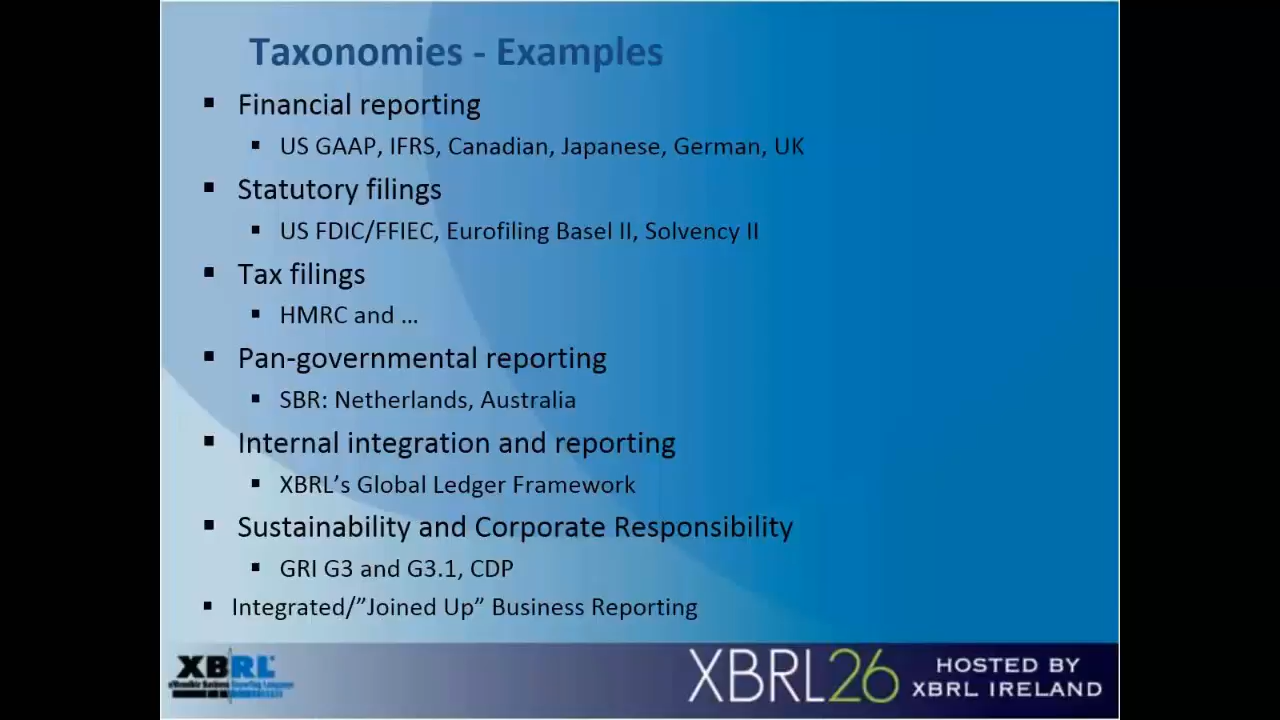 Taxonomies - Examples
▪ Financial reporting
▪ US GAAP, IFRS, Canadian, Japanese, German, UK
▪ Statutory filings
▪ US FDIC/FFIEC, Eurofiling Basel II, Solvency II
▪ Tax filings
▪ HMRC and …
▪ Pan-governmental reporting
▪ SBR: Netherlands, Australia
▪ Internal integration and reporting
▪ XBRL’s Global Ledger Framework
▪ Sustainability and Corporate Responsibility
▪ GRI G3 and G3.1, CDP
▪ Integrated/”Joined Up” Business Reporting
XBRL
XBRL26
HOSTED BY
XBRL IRELAND